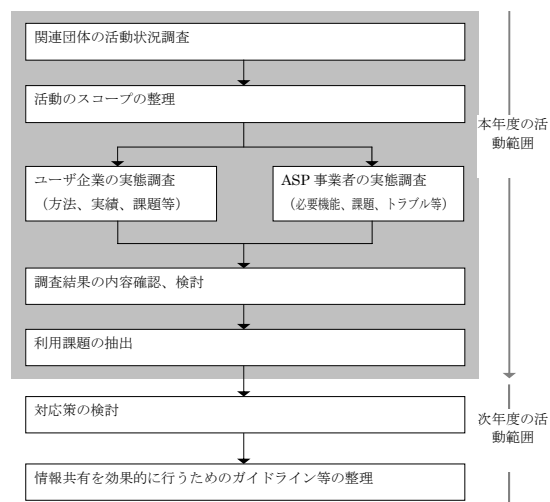 関連団体の活動状況調査
活動のスコープの整理
本年度の活
動範囲
ユーザ企業の実態調査
（方法、実績、課題等）
ASP 事業者の実態調査
（必要機能、課題、トラブル等）
調査結果の内容確認、検討
利用課題の抽出
対応策の検討
次年度の活
動範囲
情報共有を効果的に行うためのガイドライン等の整理